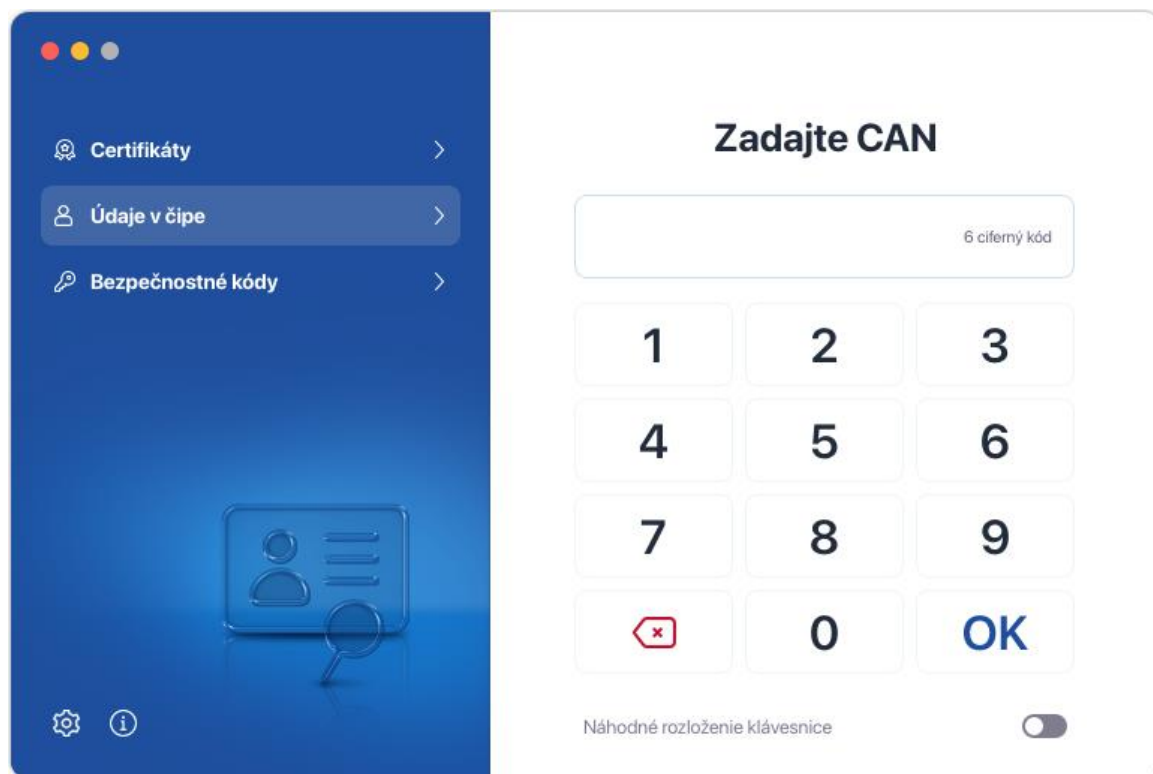 Certifikáty
Údaje v čipe
Bezpečnostné kódy
Zadajte CAN
6 ciferný kód
1 2 3
4 5 6
7 8 9
0 OK
Náhodné rozloženie klávesnice